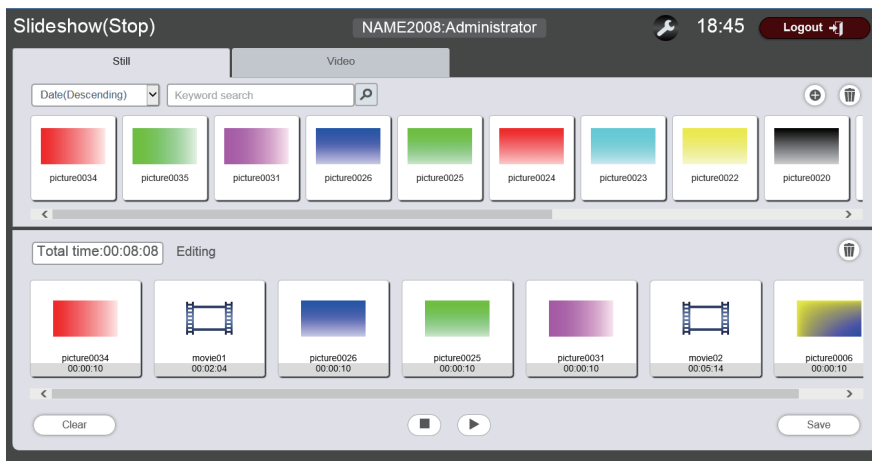 Slideshow(Stop)
NAME2008:Administrator
18:45
Logout
Still
Video
Date(Descending)
Keyword search
picture0034
picture0035
picture0031
picture0026
picture0025
picture0024
picture0023
picture0022
picture0020
Total time:00:08:08
Editing
picture0034
00:00:10
movie01
00:02:04
picture0026
00:00:10
picture0025
00:00:10
picture0031
00:00:10
movie02
00:05:14
picture0006
00:00:10
Clear
Save